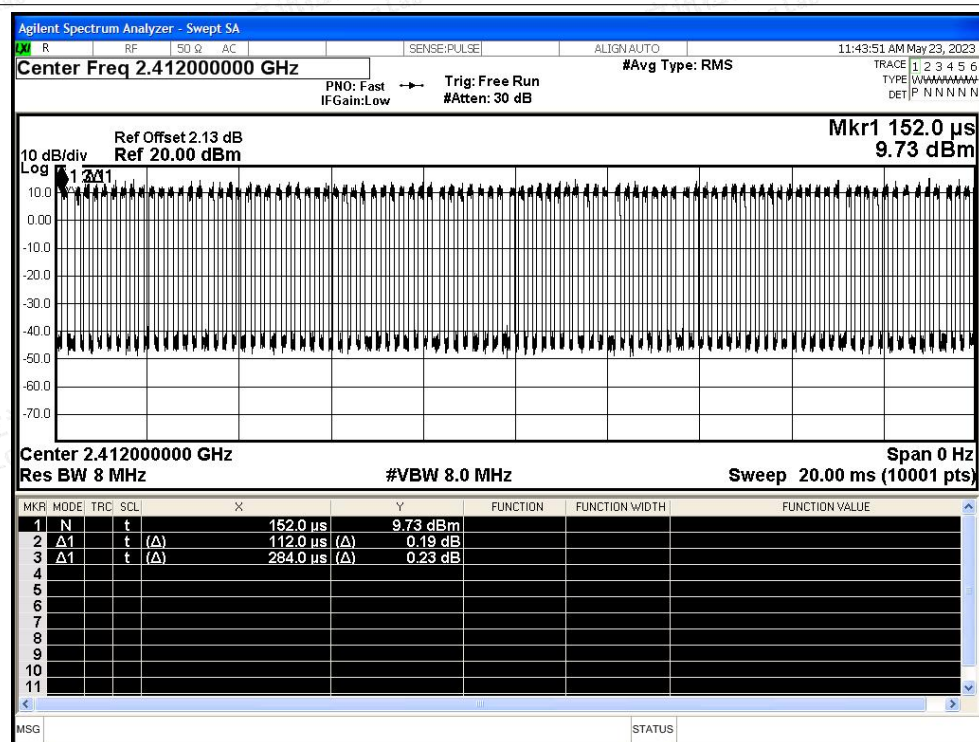 Agilent Spectrum Analyzer - Swept SA
LXI R RF 50 Ω AC SENSE:PULSE ALIGN AUTO 11:43:51 AM May 23, 2023
Center Freq 2.412000000 GHz #Avg Type: RMS TRACE 1 2 3 4 5 6
PNO: Fast Trig: Free Run TYPE W
IFGain:Low #Atten: 30 dB DET P N N N N N
Mkr1 152.0 µs
Ref Offset 2.13 dB
10 dB/div Ref 20.00 dBm 9.73 dBm
Log
10.0
0.00
-10.0
-20.0
-30.0
-40.0
-50.0
-60.0
-70.0
Center 2.412000000 GHz Span 0 Hz
Res BW 8 MHz #VBW 8.0 MHz Sweep 20.00 ms (10001 pts)
MKR MODE TRC SCL X Y FUNCTION FUNCTION WIDTH FUNCTION VALUE
1 N t 152.0 µs 9.73 dBm
2 Δ1 t (Δ) 112.0 µs (Δ) 0.19 dB
3 Δ1 t (Δ) 284.0 µs (Δ) 0.23 dB
4
5
6
7
8
9
10
11
MSG STATUS